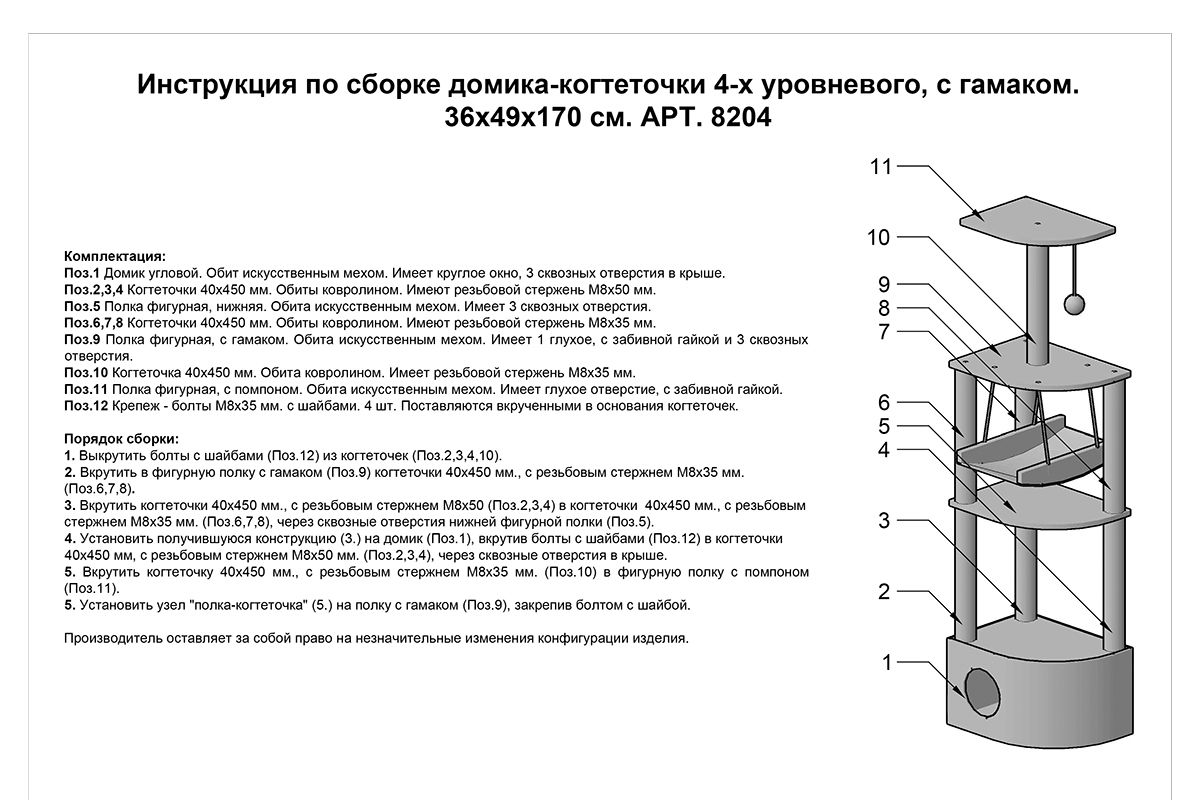 Инструкция по сборке домика-когтеточки 4-х уровневого, с гамаком.
36х49х170 см. АРТ. 8204
Комплектация:
Поз.1 Домик угловой. Обит искусственным мехом. Имеет круглое окно, 3 сквозных отверстия в крыше.
Поз.2,3,4 Когтеточки 40х450 мм. Обиты ковролином. Имеют резьбовой стержень М8х50 мм.
Поз.5 Полка фигурная, нижняя. Обита искусственным мехом. Имеет 3 сквозных отверстия.
Поз.6,7,8 Когтеточки 40х450 мм. Обиты ковролином. Имеют резьбовой стержень М8х35 мм.
Поз.9 Полка фигурная, с гамаком. Обита искусственным мехом. Имеет 1 глухое, с забивной гайкой и 3 сквозных
отверстия.
Поз.10 Когтеточка 40х450 мм. Обита ковролином. Имеет резьбовой стержень М8х35 мм.
Поз.11 Полка фигурная, с помпоном. Обита искусственным мехом. Имеет глухое отверстие, с забивной гайкой.
Поз.12 Крепеж - болты М8х35 мм. с шайбами. 4 шт. Поставляются вкрученными в основания когтеточек.
Порядок сборки:
1. Выкрутить болты с шайбами (Поз.12) из когтеточек (Поз.2,3,4,10).
2. Вкрутить в фигурную полку с гамаком (Поз.9) когтеточки 40х450 мм., с резьбовым стержнем М8х35 мм.
(Поз.6,7,8).
3. Вкрутить когтеточки 40х450 мм., с резьбовым стержнем М8х50 (Поз.2,3,4) в когтеточки 40х450 мм., с резьбовым
стержнем М8х35 мм. (Поз.6,7,8), через сквозные отверстия нижней фигурной полки (Поз.5).
4. Установить получившуюся конструкцию (3.) на домик (Поз.1), вкрутив болты с шайбами (Поз.12) в когтеточки
40х450 мм, с резьбовым стержнем М8х50 мм. (Поз.2,3,4), через сквозные отверстия в крыше.
5. Вкрутить когтеточку 40х450 мм., с резьбовым стержнем М8х35 мм. (Поз.10) в фигурную полку с помпоном
(Поз.11).
5. Установить узел "полка-когтеточка" (5.) на полку с гамаком (Поз.9), закрепив болтом с шайбой.
Производитель оставляет за собой право на незначительные изменения конфигурации изделия.
11
10
9
8
7
6
5
4
3
2
1